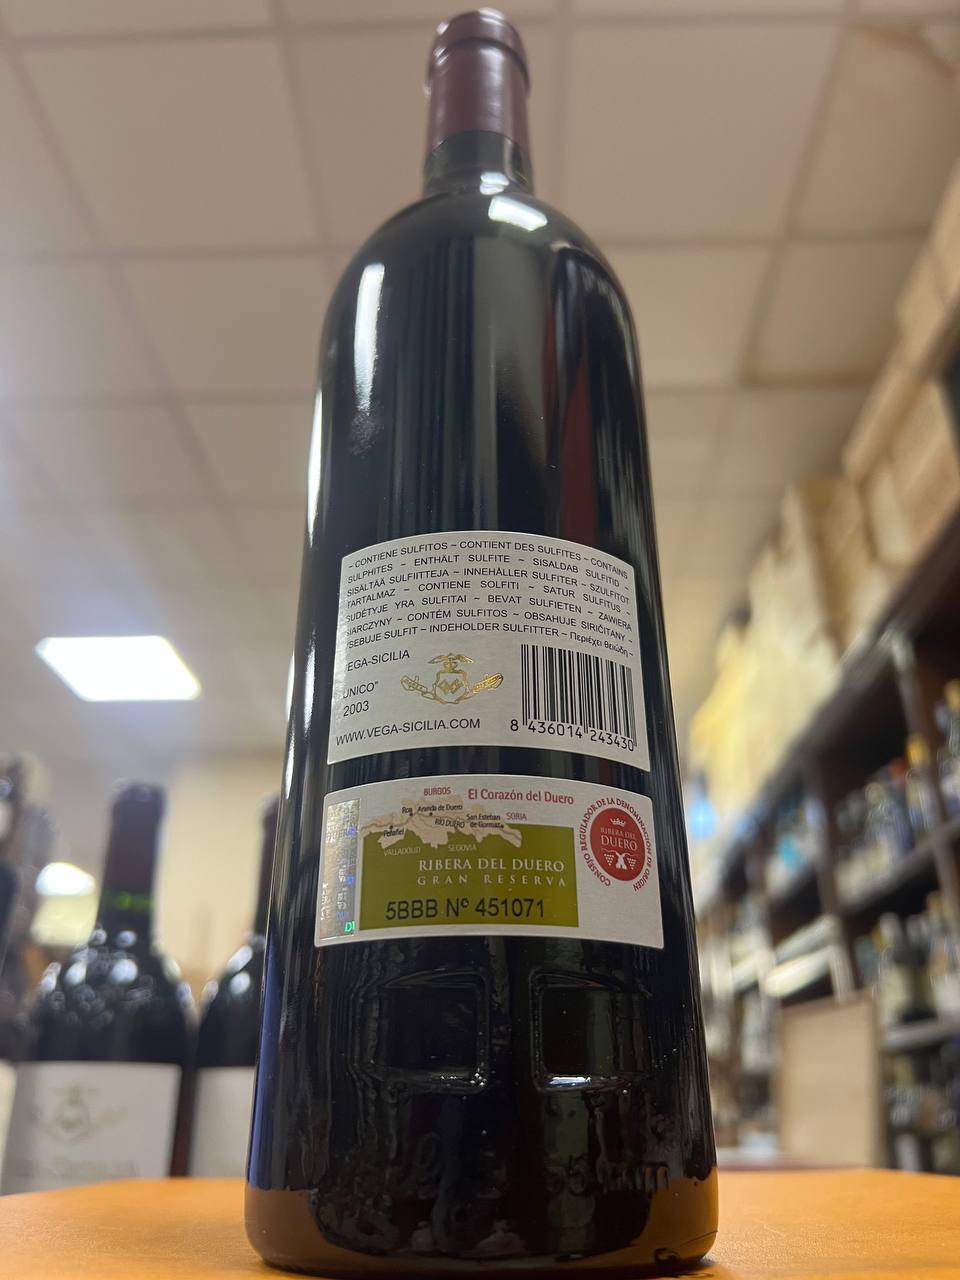 ~ CONTIENE SULFITOS ~ CONTIENT DES SULFITES ~ CONTAINS
SULPHITES - ENTHÄLT SULFITE - SISALDAB SULFITID -
SISÄLTÄÄ SULFIITTEJA ~ INNEHÅLLER SULFITER - SZULFITOT
TARTALMAZ ~ CONTIENE SOLFITI ~ SATUR SULFITUS -
SUDĖTYJE YRA SULFITAI ~ BEVAT SULFIETEN ~ ZAWIERA
SIARCZYNY ~ CONTÉM SULFITOS ~ OBSAHUJE SIRIČITANY ~
VSEBUJE SULFIT ~ INDEHOLDER SULFITTER ~ Περιέχει θειώδη ~
VEGA-SICILIA
UNICO"
2003
WWW.VEGA-SICILIA.COM
8 436014 243430
BURGOS El Corazón del Duero
Roa Aranda de Duero
RÍO DUERO San Esteban de Gormaz SORIA
Peñafiel
VALLADOLID SEGOVIA
RIBERA DEL DUERO
GRAN RESERVA
5BBB Nº 451071
CONSEJO REGULADOR DE LA DENOMINACIÓN DE ORIGEN
RIBERA DEL
DUERO